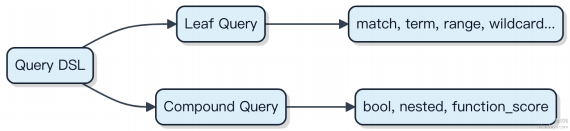 Leaf Query
match, term, range, wildcard...
Query DSL
Compound Query
bool, nested, function_score